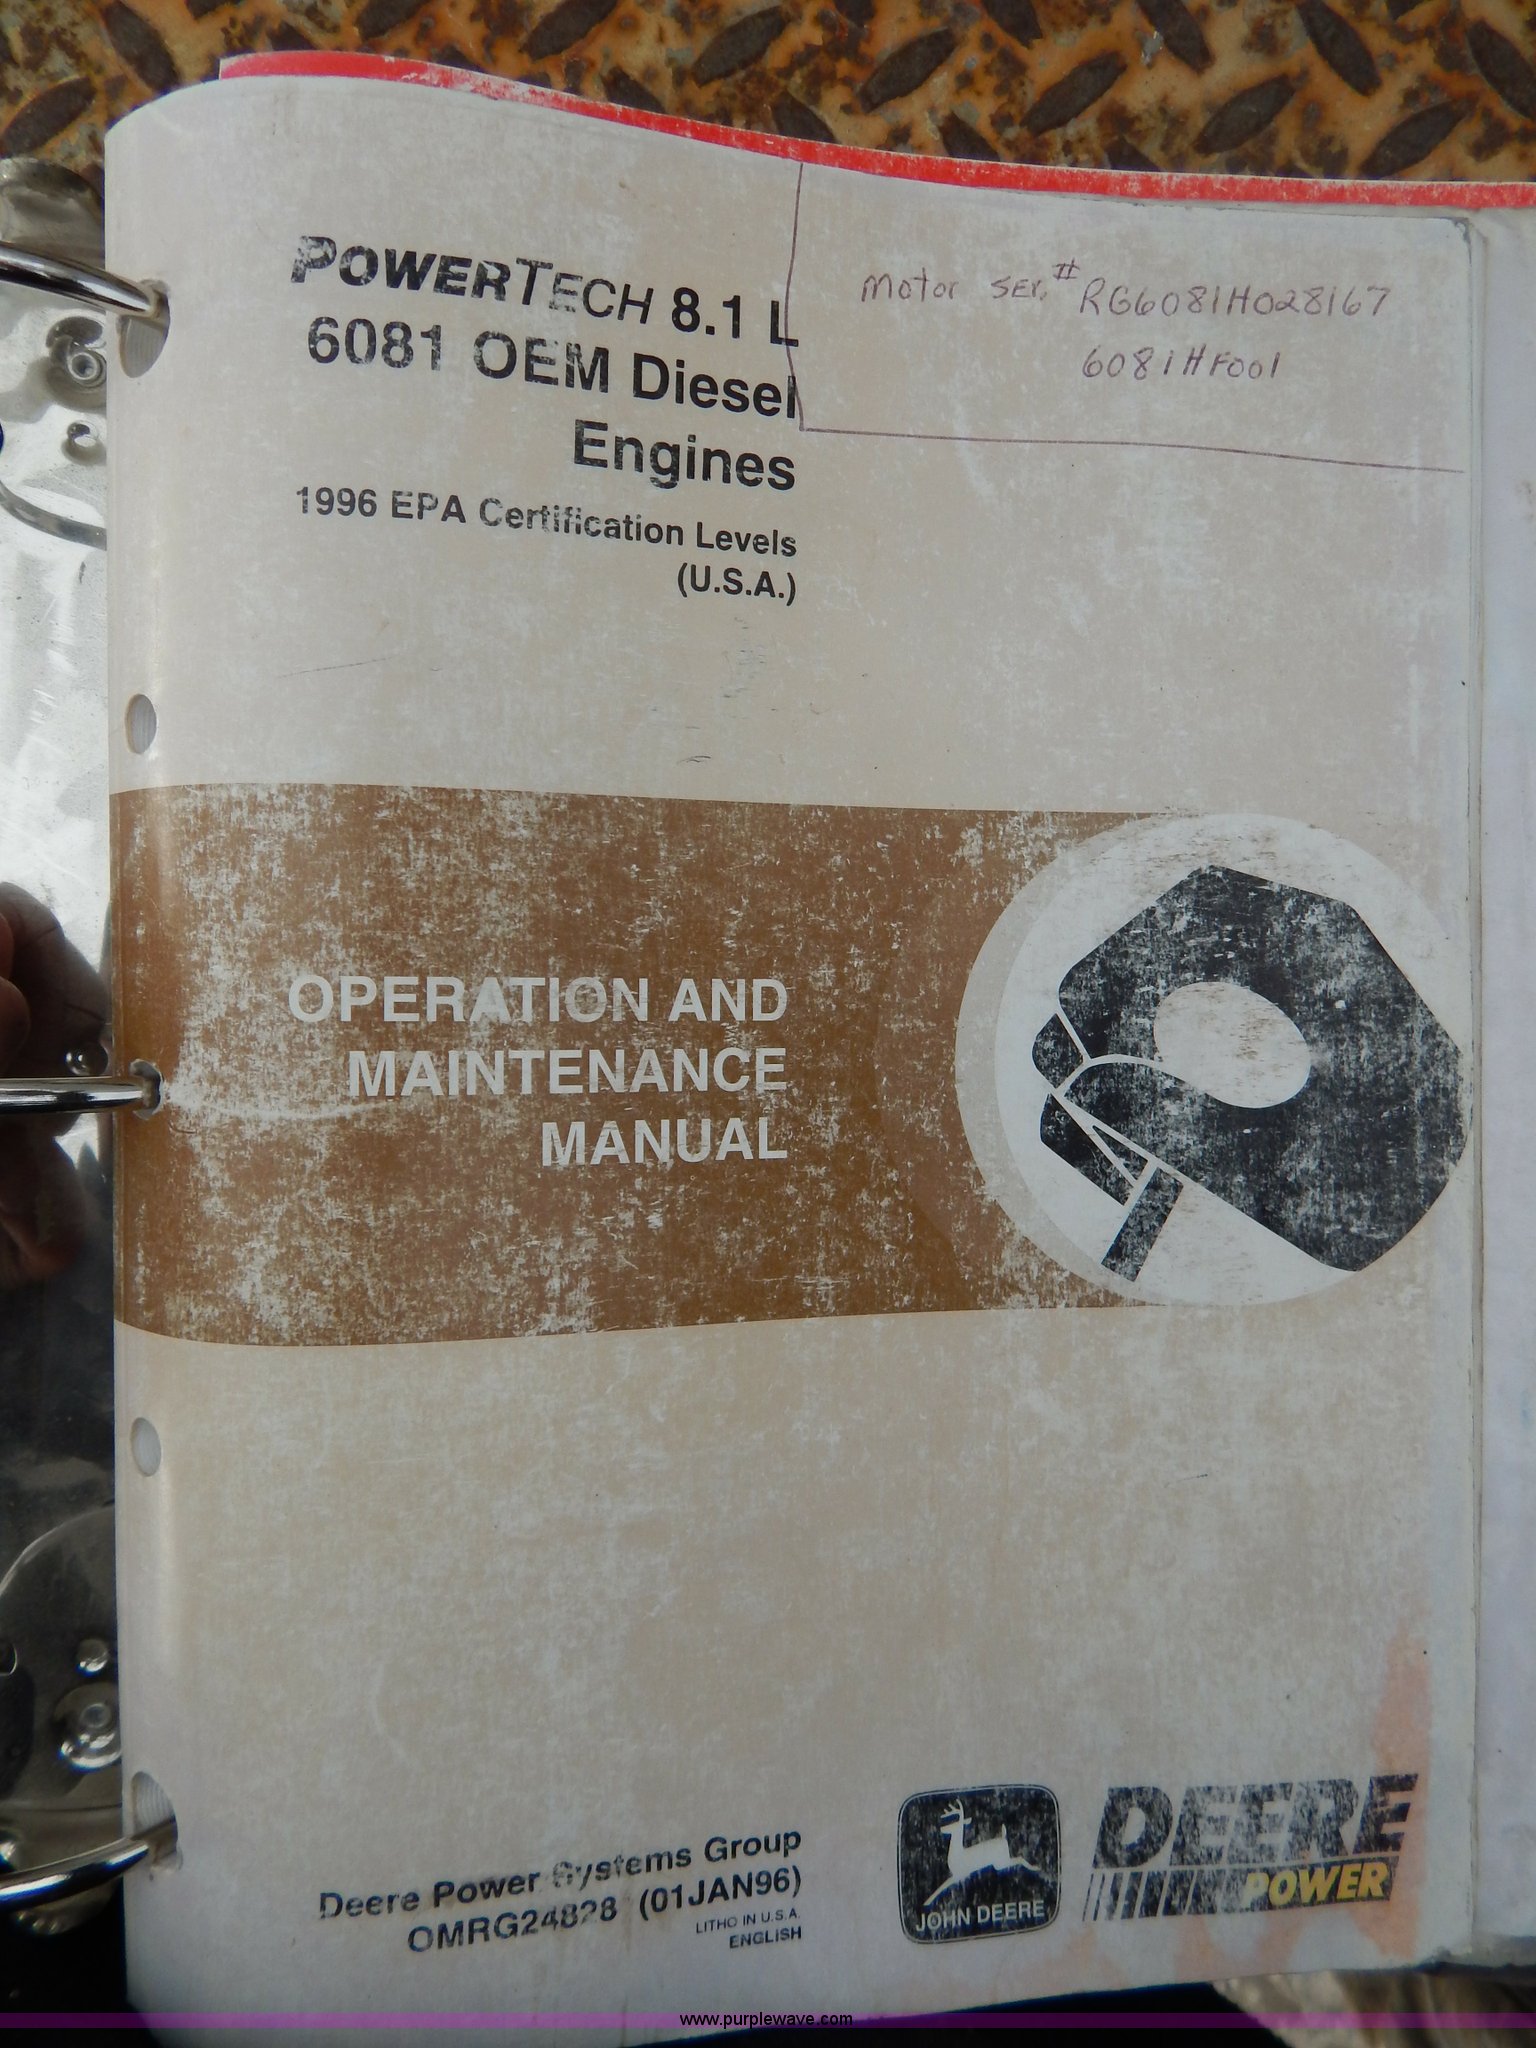 POWERTECH 8.1 L
6081 OEM Diesel
Engines
1996 EPA Certification Levels
(U.S.A.)
Motor SER.# RG6081H028167
6081HF001
OPERATION AND
MAINTENANCE
MANUAL
Deere Power Systems Group
OMRG24828 (01JAN96)
LITHO IN U.S.A.
ENGLISH
JOHN DEERE
DEERE
POWER
www.purplewave.com